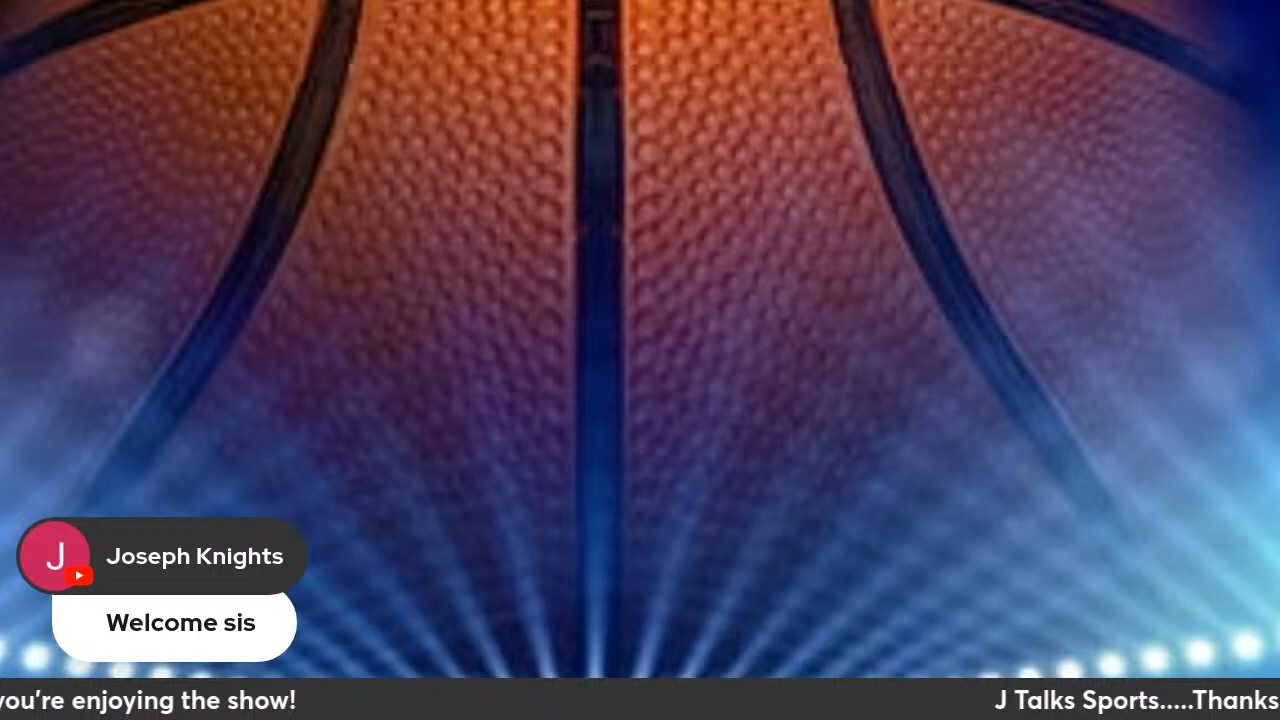 J
Joseph Knights
Welcome sis
you're enjoying the show!
J Talks Sports.....Thanks